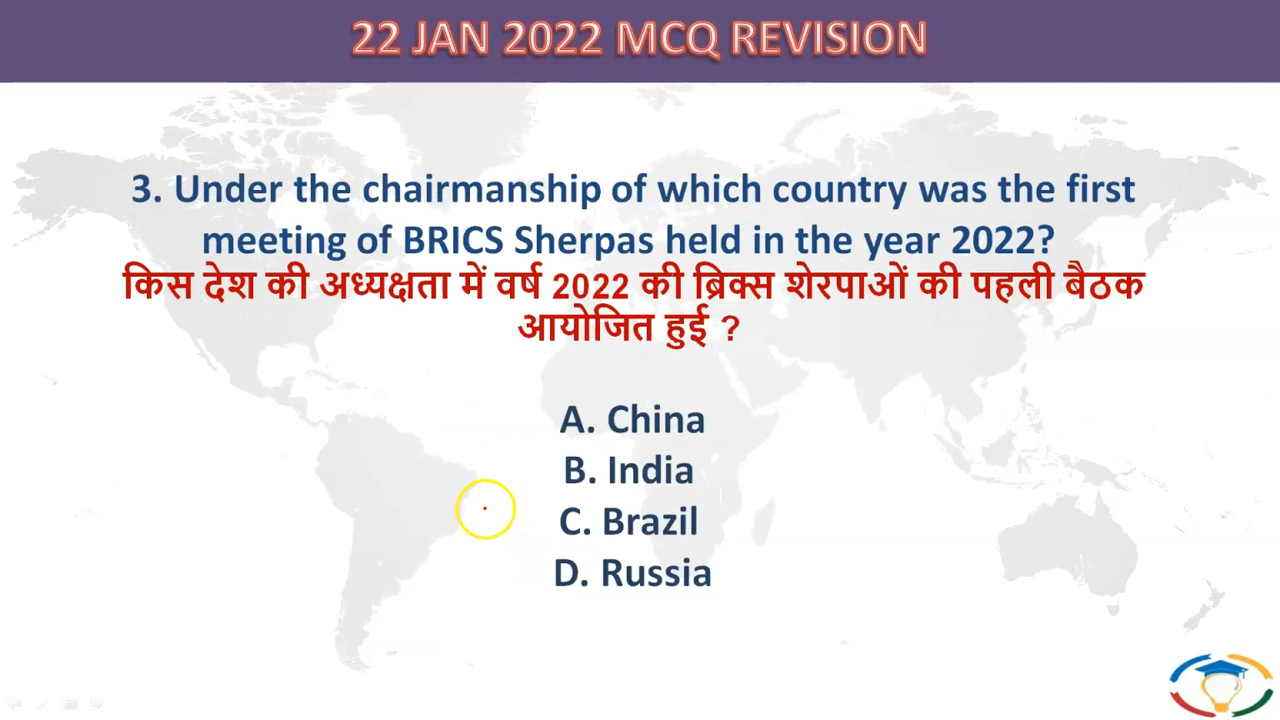 22 JAN 2022 MCQ REVISION
3. Under the chairmanship of which country was the first
meeting of BRICS Sherpas held in the year 2022?
किस देश की अध्यक्षता में वर्ष 2022 की ब्रिक्स शेरपाओं की पहली बैठक
आयोजित हुई ?
A. China
B. India
C. Brazil
D. Russia